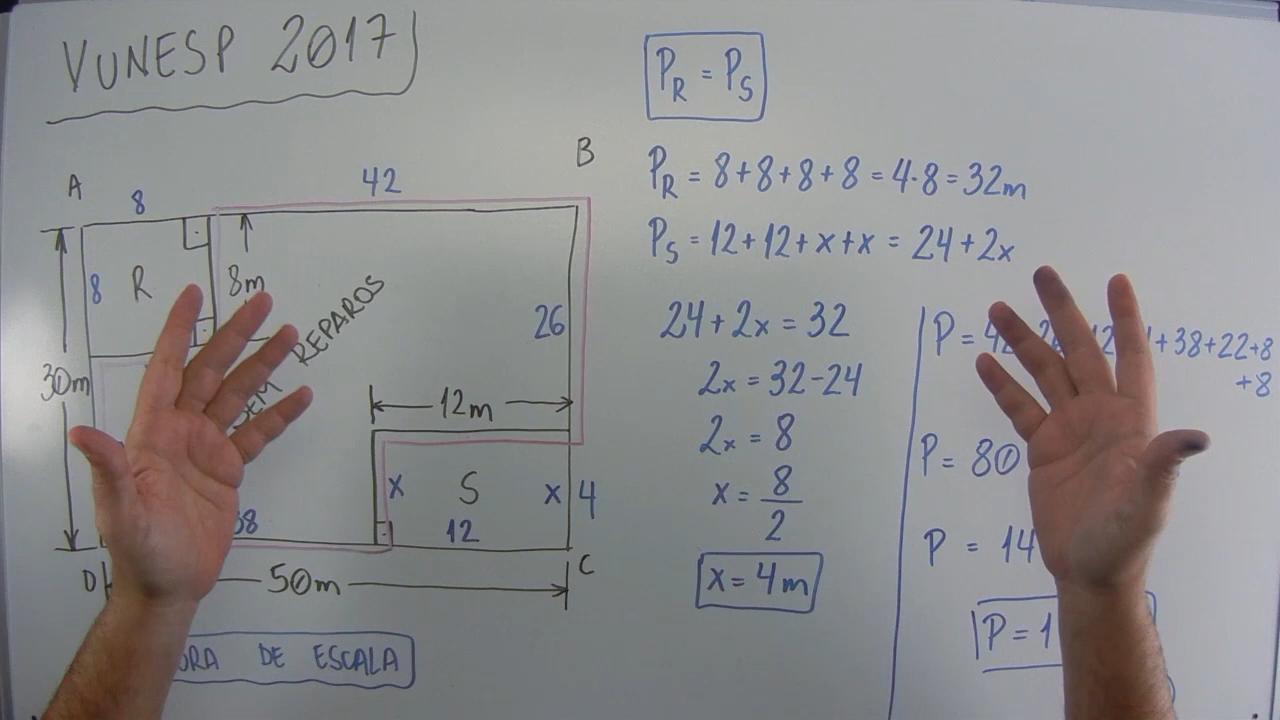 VUNESP 2017
P_R = P_S
B
A
8
42
P_R = 8+8+8+8 = 4·8 = 32m
P_S = 12+12+x+x = 24+2x
8
R
8m
REPAROS
26
30m
12m
24+2x = 32
2x = 32-24
2x = 8
x = 8/2
x = 4m
x
S
x
4
12
D
50m
C
DE ESCALA
P =
+38+22+8
+8
P = 80
P = 14
P = 1